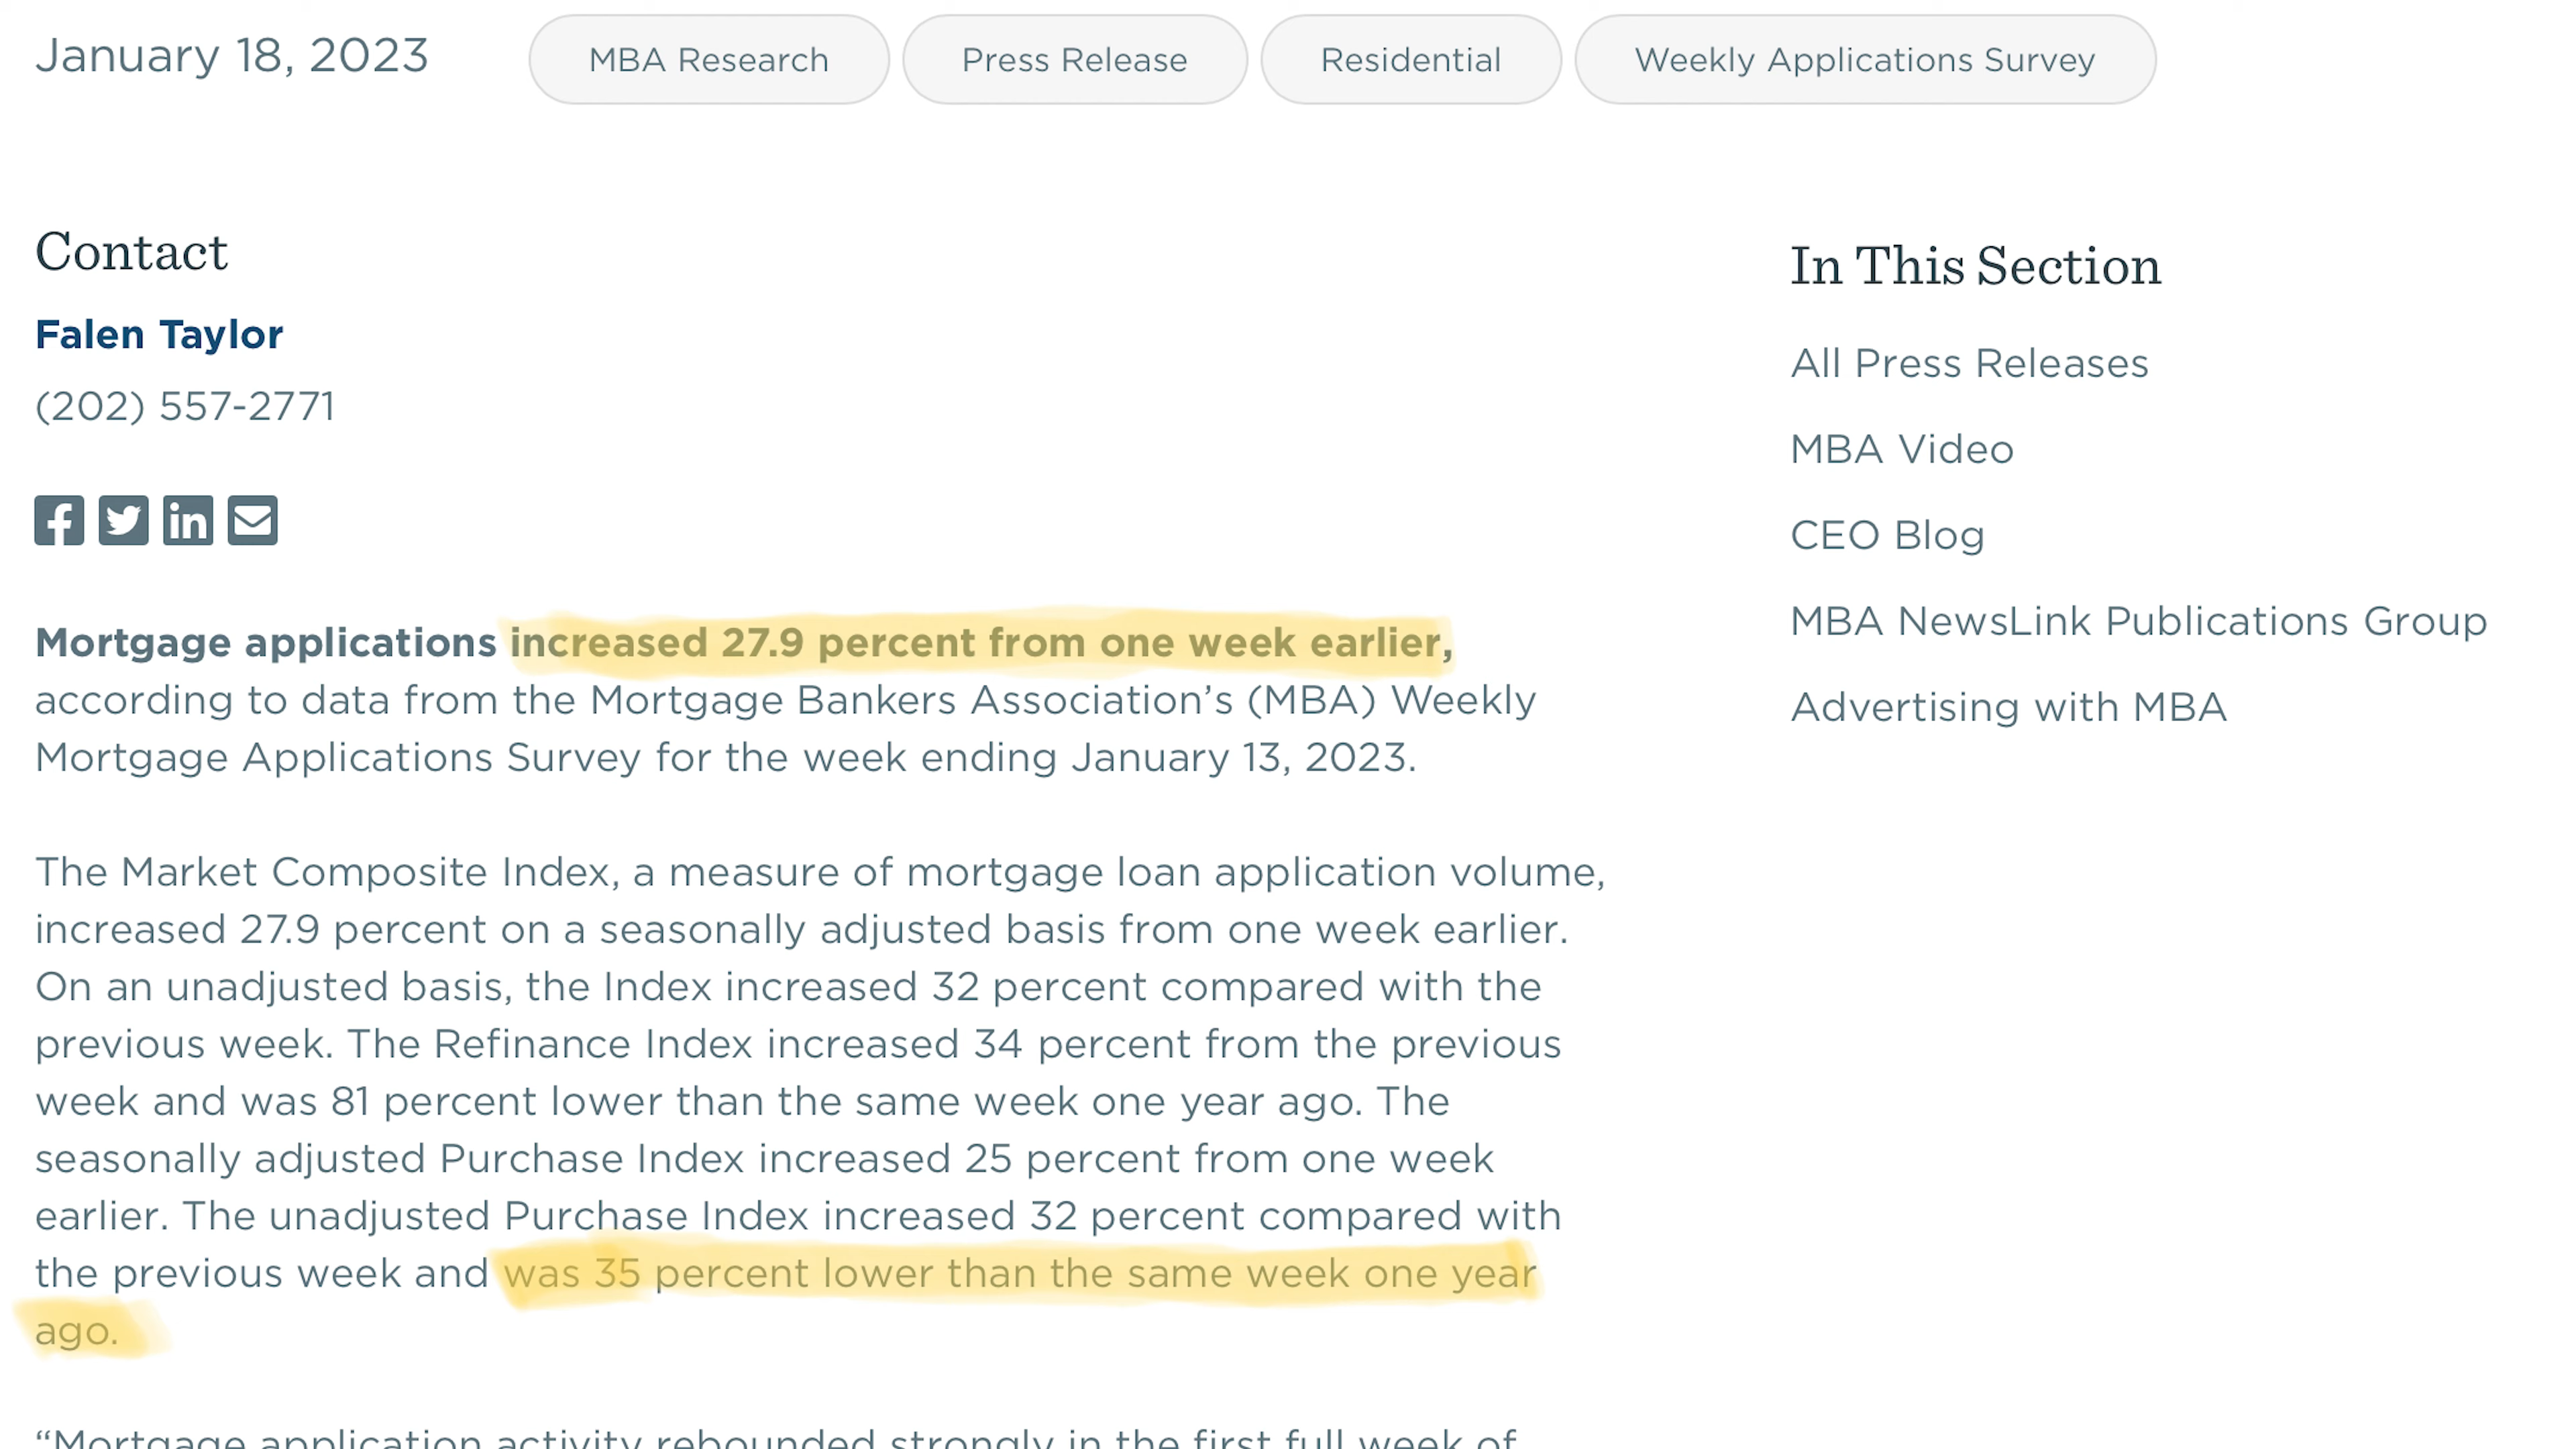 January 18, 2023
MBA Research
Press Release
Residential
Weekly Applications Survey
Contact
Falen Taylor
(202) 557-2771
Mortgage applications increased 27.9 percent from one week earlier,
according to data from the Mortgage Bankers Association’s (MBA) Weekly
Mortgage Applications Survey for the week ending January 13, 2023.
The Market Composite Index, a measure of mortgage loan application volume,
increased 27.9 percent on a seasonally adjusted basis from one week earlier.
On an unadjusted basis, the Index increased 32 percent compared with the
previous week. The Refinance Index increased 34 percent from the previous
week and was 81 percent lower than the same week one year ago. The
seasonally adjusted Purchase Index increased 25 percent from one week
earlier. The unadjusted Purchase Index increased 32 percent compared with
the previous week and was 35 percent lower than the same week one year
ago.
“Mortgage application activity rebounded strongly in the first full week of
In This Section
All Press Releases
MBA Video
CEO Blog
MBA NewsLink Publications Group
Advertising with MBA